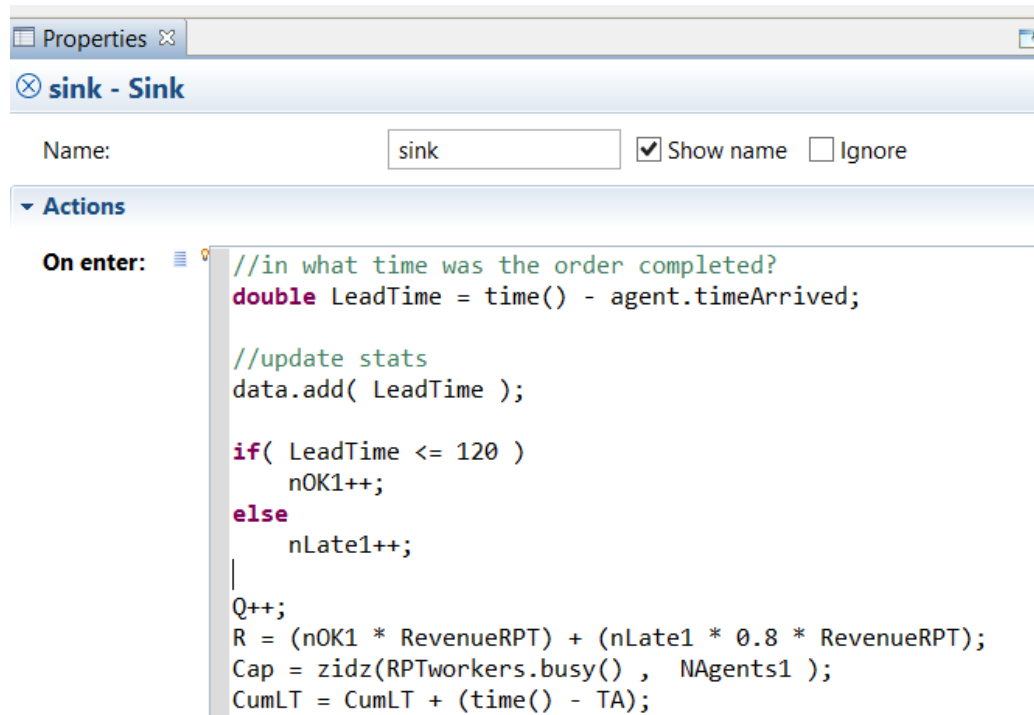 Properties
sink - Sink
Name: sink Show name Ignore
Actions
On enter: //in what time was the order completed?
double LeadTime = time() - agent.timeArrived;
//update stats
data.add( LeadTime );
if( LeadTime <= 120 )
nOK1++;
else
nLate1++;
Q++;
R = (nOK1 * RevenueRPT) + (nLate1 * 0.8 * RevenueRPT);
Cap = zidz(RPTworkers.busy() , NAgents1 );
CumLT = CumLT + (time() - TA);